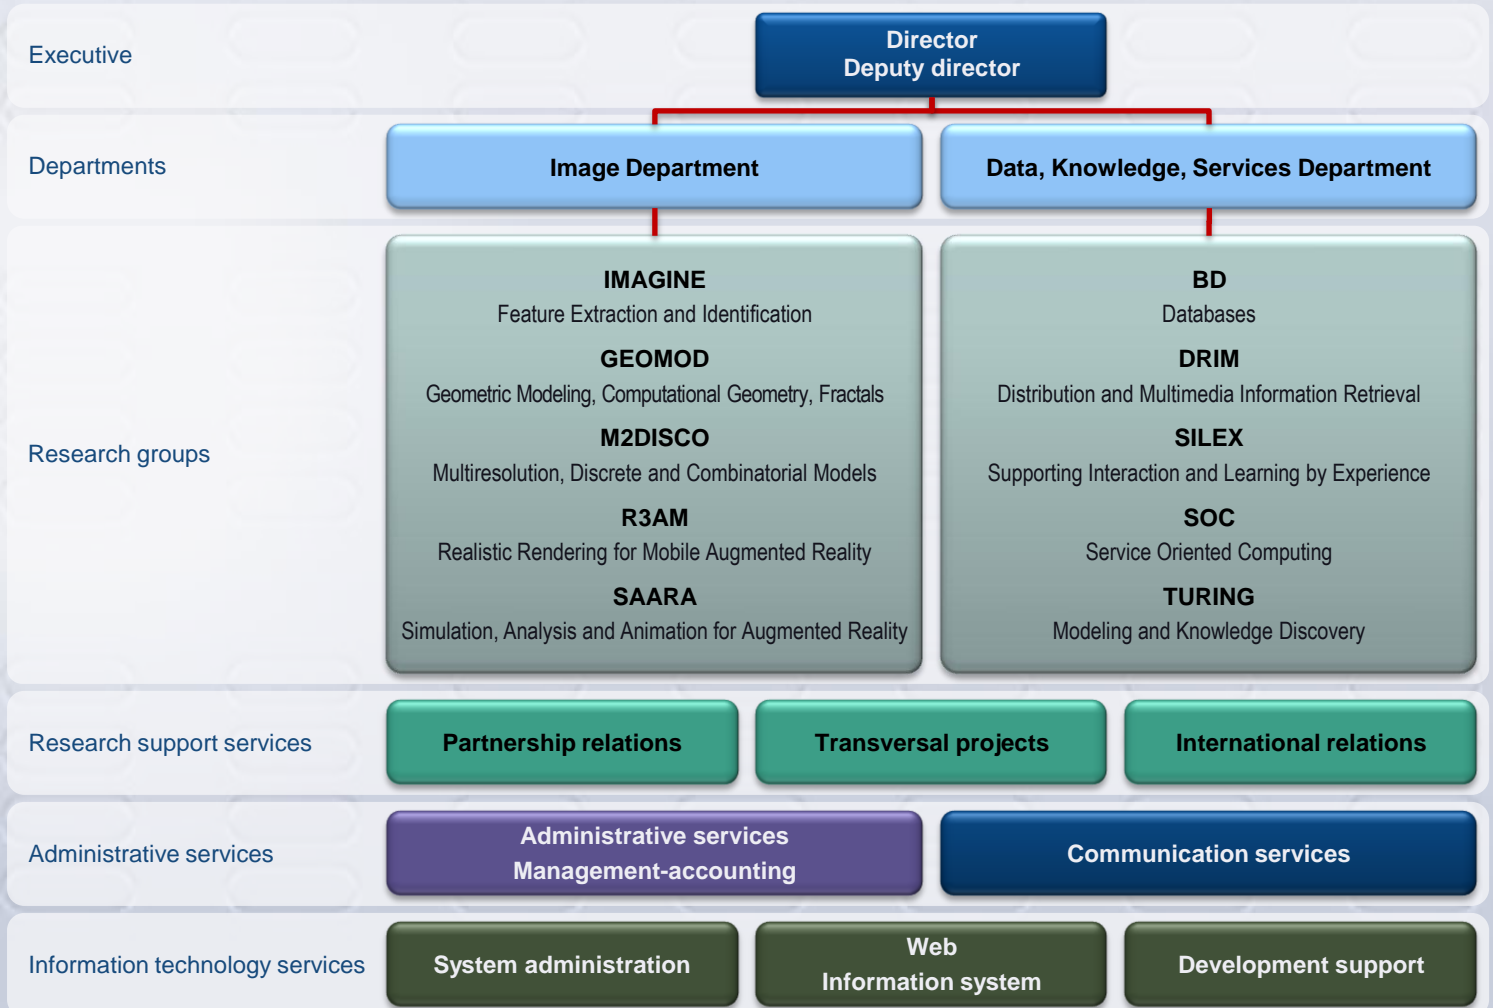 Executive
Director
Deputy director
Departments
Image Department
Data, Knowledge, Services Department
Research groups
IMAGINE
Feature Extraction and Identification
GEOMOD
Geometric Modeling, Computational Geometry, Fractals
M2DISCO
Multiresolution, Discrete and Combinatorial Models
R3AM
Realistic Rendering for Mobile Augmented Reality
SAARA
Simulation, Analysis and Animation for Augmented Reality
BD
Databases
DRIM
Distribution and Multimedia Information Retrieval
SILEX
Supporting Interaction and Learning by Experience
SOC
Service Oriented Computing
TURING
Modeling and Knowledge Discovery
Research support services
Partnership relations
Transversal projects
International relations
Administrative services
Administrative services
Management-accounting
Communication services
Information technology services
System administration
Web
Information system
Development support